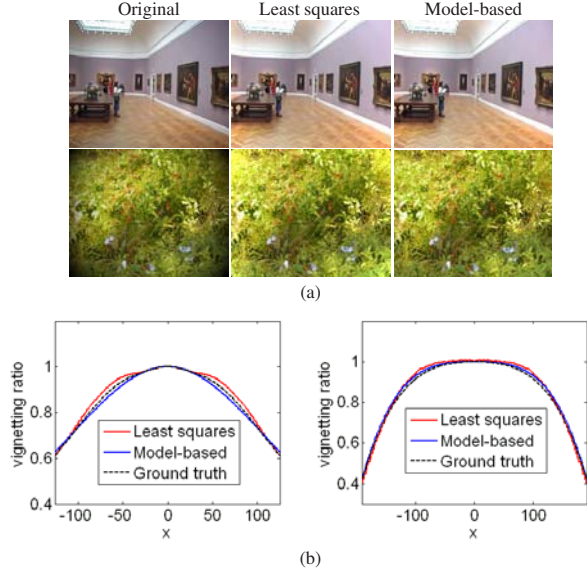 Original Least squares Model-based
(a)
vignetting ratio
1
0.8
0.6
0.4
-100 -50 0 50 100
x
Least squares
Model-based
Ground truth
vignetting ratio
1
0.8
0.6
0.4
-100 0 100
x
Least squares
Model-based
Ground truth
(b)